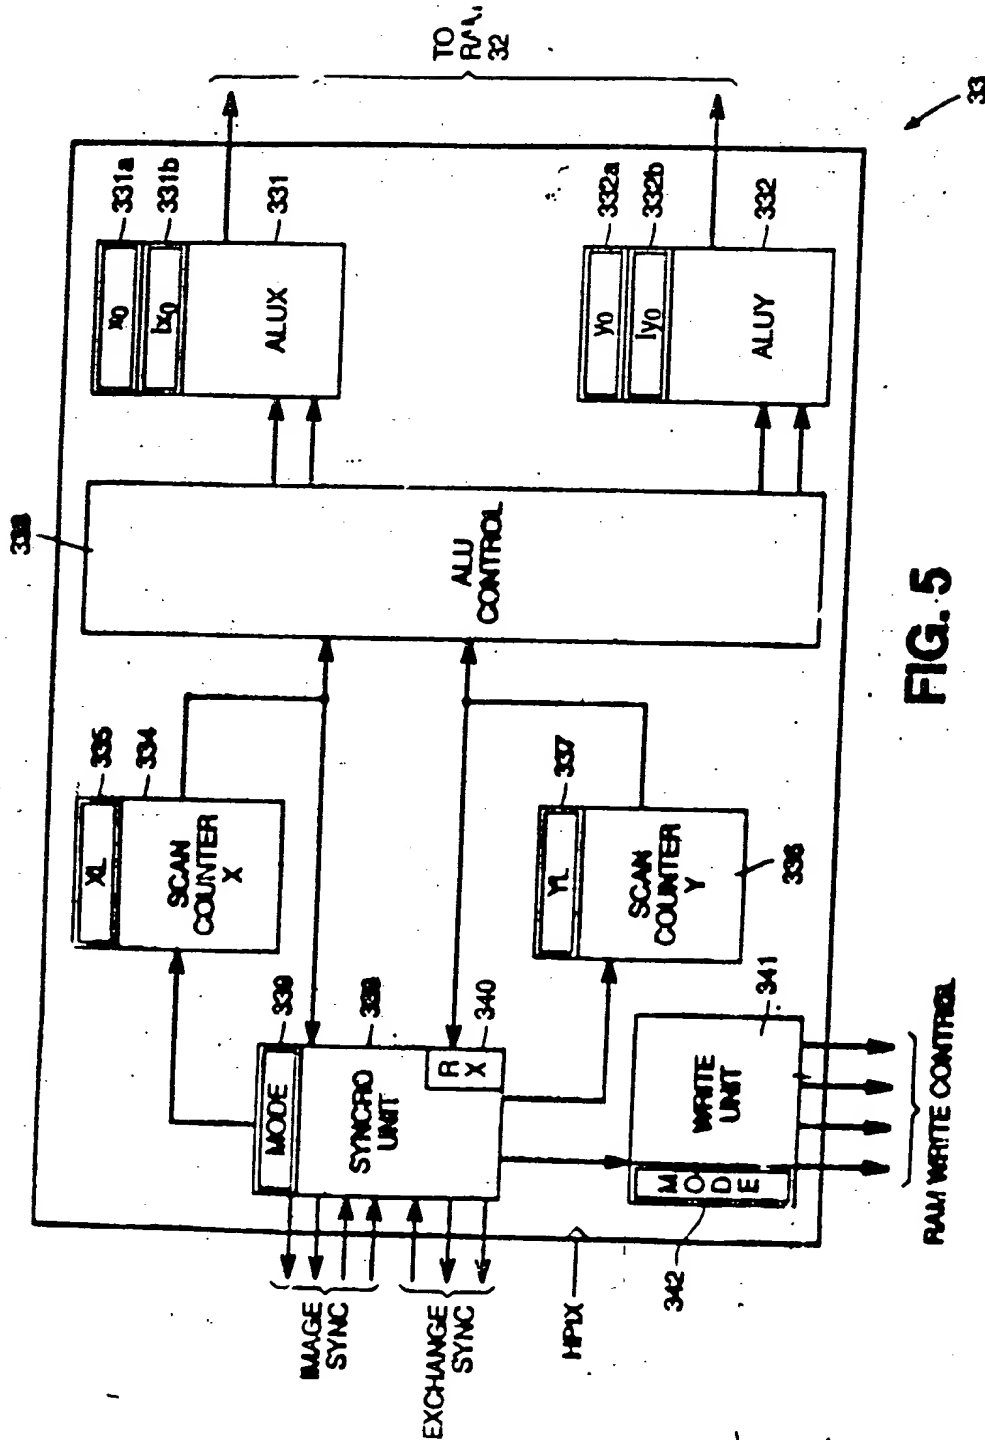 TO
RAM
32
33
331a
331b
331
x0
Ix0
ALUX
332a
332b
332
y0
Iy0
ALUY
ALU
CONTROL
335
334
XL
SCAN
COUNTER
X
337
336
YL
SCAN
COUNTER
Y
339
338
340
MODE
SYNCRO
UNIT
R
X
341
WRITE
UNIT
M
O
D
E
342
IMAGE
SYNC
EXCHANGE
SYNC
HPIX
RAM WRITE CONTROL
FIG. 5